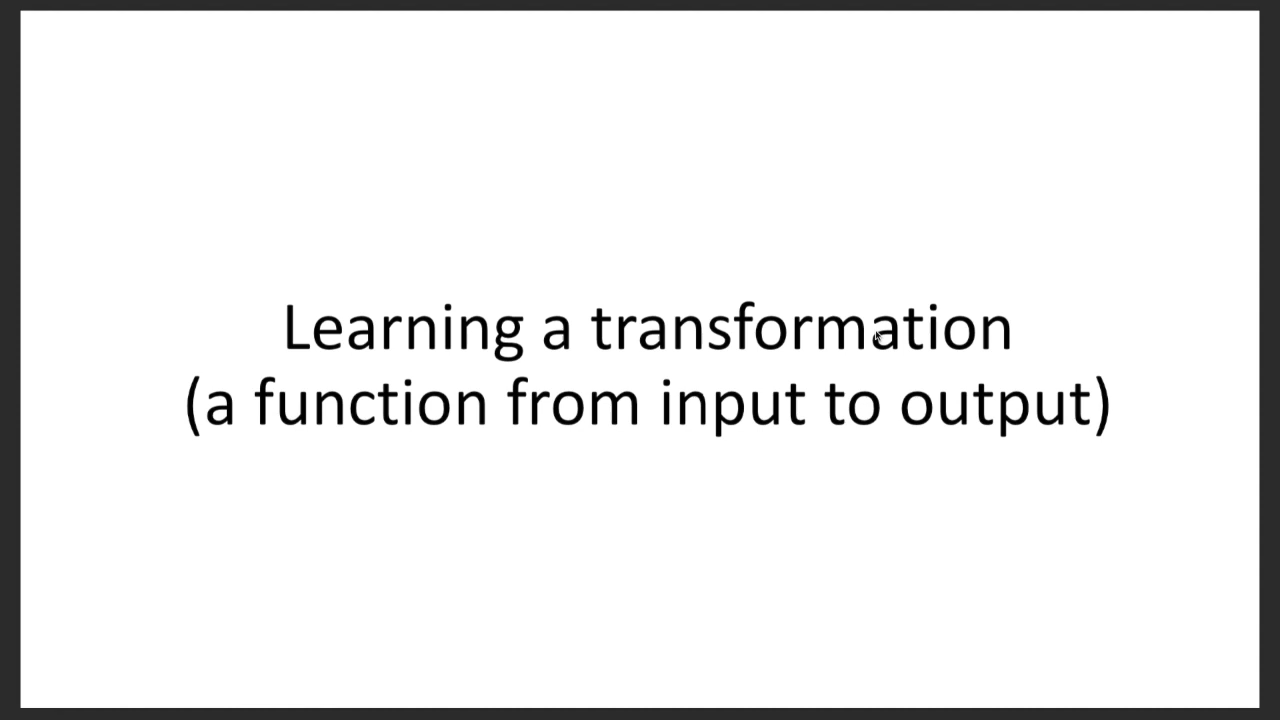 Learning a transformation
(a function from input to output)